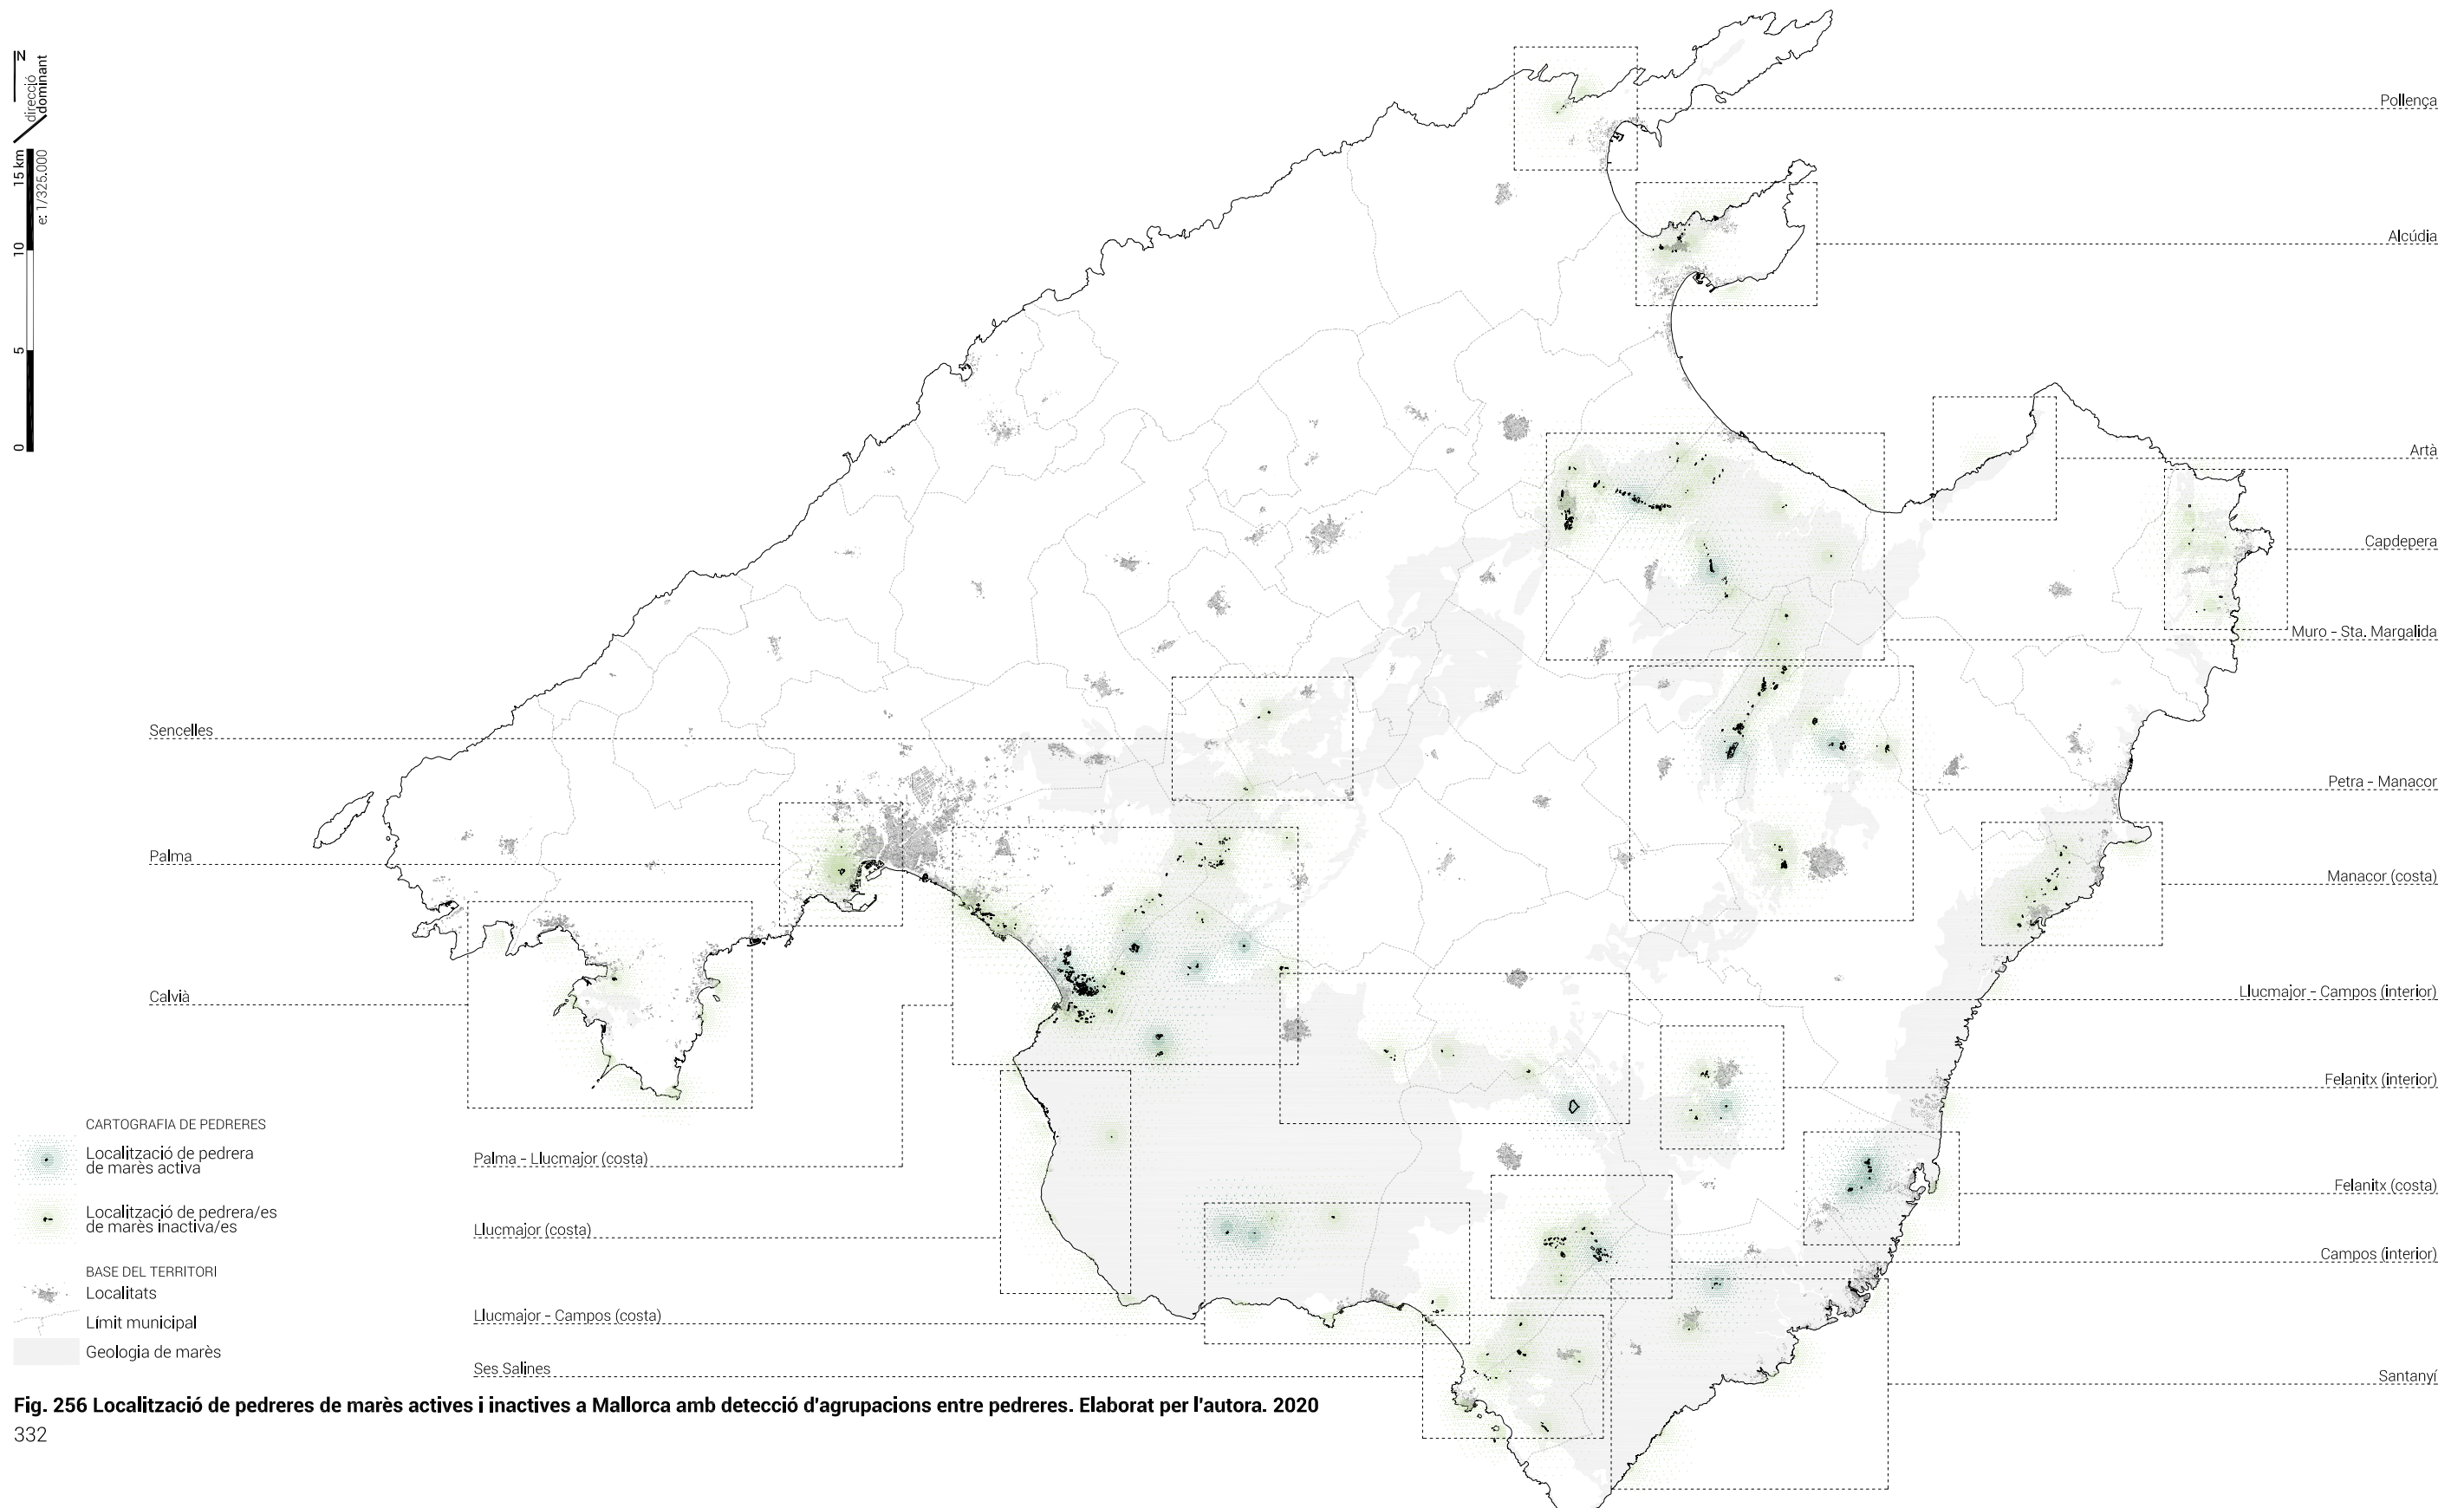 N
direcció
dominant
15 km
10
5
0
e: 1/325.000
Pollença
Alcúdia
Artà
Capdepera
Muro - Sta. Margalida
Petra - Manacor
Manacor (costa)
Llucmajor - Campos (interior)
Felanitx (interior)
Felanitx (costa)
Campos (interior)
Santanyí
Sencelles
Palma
Calvià
Palma - Llucmajor (costa)
Llucmajor (costa)
Llucmajor - Campos (costa)
Ses Salines
CARTOGRAFIA DE PEDRERES
Localització de pedrera
de marès activa
Localització de pedrera/es
de marès inactiva/es
BASE DEL TERRITORI
Localitats
Límit municipal
Geologia de marès
Fig. 256 Localització de pedreres de marès actives i inactives a Mallorca amb detecció d'agrupacions entre pedreres. Elaborat per l'autora. 2020
332